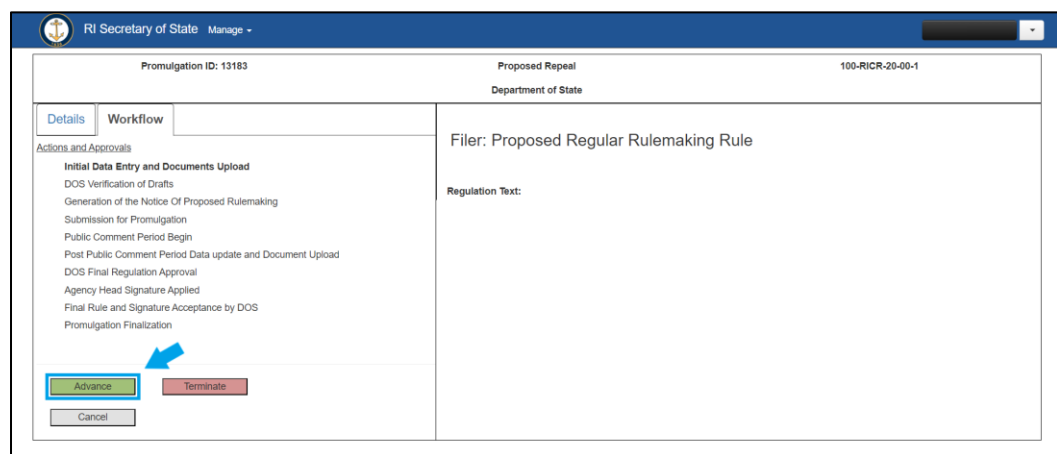 RI Secretary of State Manage
Promulgation ID: 13183 Proposed Repeal 100-RICR-20-00-1
Department of State
Details Workflow
Actions and Approvals
Initial Data Entry and Documents Upload
DOS Verification of Drafts
Generation of the Notice Of Proposed Rulemaking
Submission for Promulgation
Public Comment Period Begin
Post Public Comment Period Data update and Document Upload
DOS Final Regulation Approval
Agency Head Signature Applied
Final Rule and Signature Acceptance by DOS
Promulgation Finalization
Advance Terminate
Cancel
Filer: Proposed Regular Rulemaking Rule
Regulation Text: